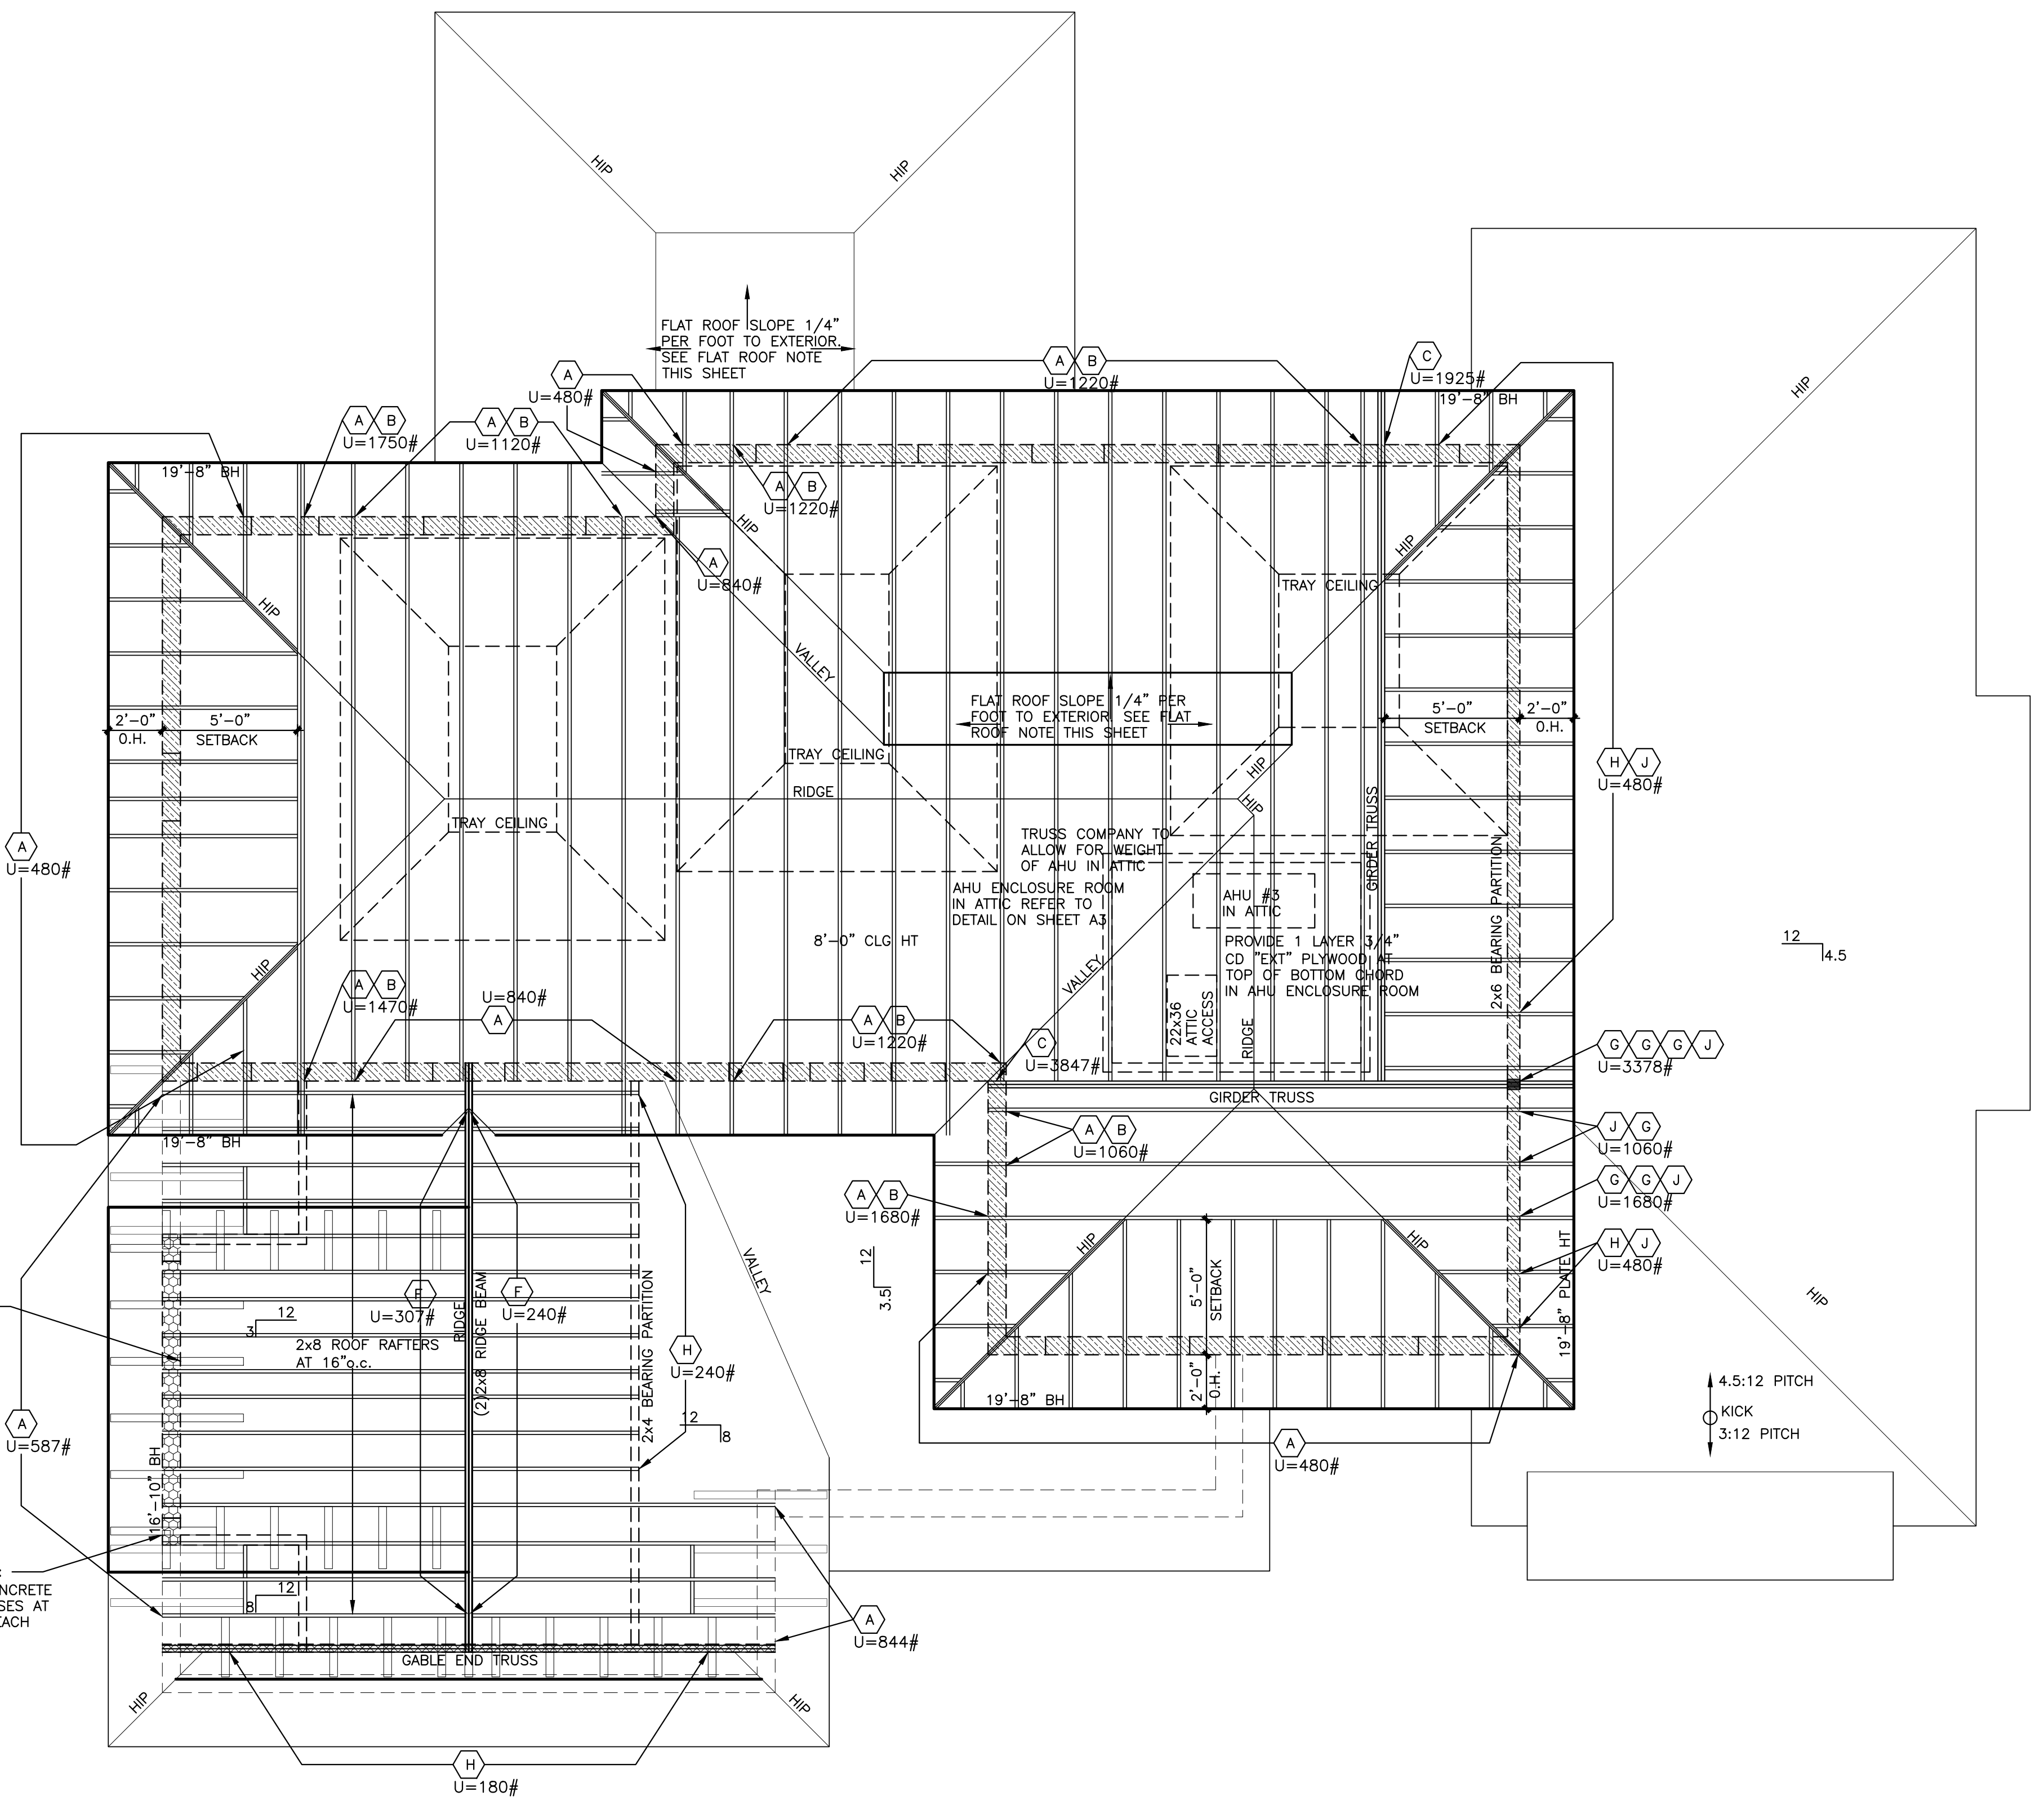 HIP
HIP
FLAT ROOF SLOPE 1/4"
PER FOOT TO EXTERIOR.
SEE FLAT ROOF NOTE
THIS SHEET
A
U=480#
A B
U=1220#
C
U=1925#
19'-8" BH
HIP
A B
U=1750#
A B
U=1120#
19'-8" BH
A B
U=1220#
HIP
HIP
A
U=840#
HIP
TRAY CEILING
VALLEY
2'-0"
O.H.
5'-0"
SETBACK
FLAT ROOF SLOPE 1/4" PER
FOOT TO EXTERIOR. SEE FLAT
ROOF NOTE THIS SHEET
5'-0"
SETBACK
2'-0"
O.H.
TRAY CEILING
HIP
H J
U=480#
RIDGE
HIP
TRAY CEILING
TRUSS COMPANY TO
ALLOW FOR WEIGHT
OF AHU IN ATTIC
GIRDER TRUSS
A
U=480#
AHU ENCLOSURE ROOM
IN ATTIC REFER TO
DETAIL ON SHEET A3
AHU #3
IN ATTIC
2x6 BEARING PARTITION
8'-0" CLG HT
PROVIDE 1 LAYER 3/4"
CD "EXT" PLYWOOD AT
TOP OF BOTTOM CHORD
IN AHU ENCLOSURE ROOM
12
4.5
HIP
VALLEY
A B
U=1470#
U=840#
A
A B
U=1220#
C
U=3847#
22x36
ATTIC
ACCESS
RIDGE
G G G J
U=3378#
GIRDER TRUSS
19'-8" BH
A B
U=1060#
J G
U=1060#
A B
U=1680#
G G J
U=1680#
HIP
HIP
H J
U=480#
5'-0"
SETBACK
12
3.5
VALLEY
HIP
F
U=307#
F
U=240#
RIDGE
(2)2x8 RIDGE BEAM
2x4 BEARING PARTITION
12
3
2x8 ROOF RAFTERS
AT 16"o.c.
H
U=240#
19'-8" PLATE HT
2'-0"
O.H.
19'-8" BH
4.5:12 PITCH
KICK
3:12 PITCH
A
U=587#
12
8
A
U=480#
16'-10" BH
NCRETE
SES AT
EACH
12
8
A
U=844#
GABLE END TRUSS
HIP
HIP
H
U=180#